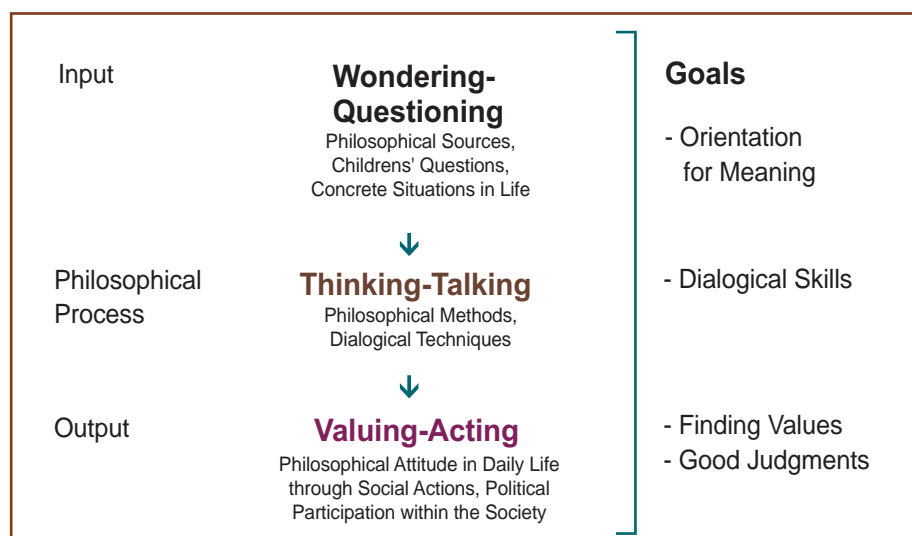 Input
Wondering-
Questioning
Philosophical Sources,
Childrens' Questions,
Concrete Situations in Life
Goals
- Orientation
for Meaning
Philosophical
Process
Thinking-Talking
Philosophical Methods,
Dialogical Techniques
- Dialogical Skills
Output
Valuing-Acting
Philosophical Attitude in Daily Life
through Social Actions, Political
Participation within the Society
- Finding Values
- Good Judgments